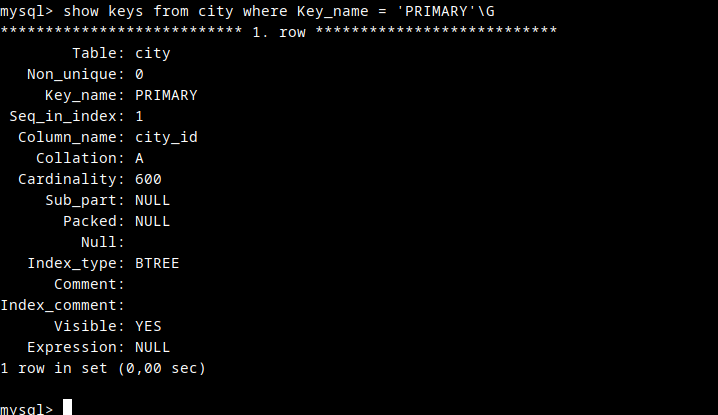 mysql> show keys from city where Key_name = 'PRIMARY'\G
*************************** 1. row ***************************
Table: city
Non_unique: 0
Key_name: PRIMARY
Seq_in_index: 1
Column_name: city_id
Collation: A
Cardinality: 600
Sub_part: NULL
Packed: NULL
Null:
Index_type: BTREE
Comment:
Index_comment:
Visible: YES
Expression: NULL
1 row in set (0,00 sec)
mysql>